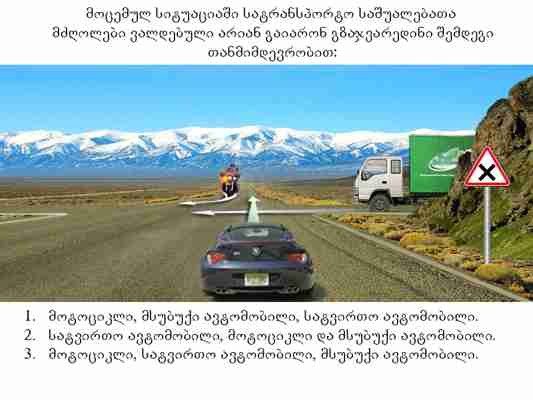 მოცემულ სიტუაციაში სატრანსპორტო საშუალებათა
მძღოლები ვალდებული არიან გაიარონ გზაჯვარედინი შემდეგი
თანმიმდევრობით:
1. მოტოციკლი, მსუბუქი ავტომობილი, სატვირთო ავტომობილი.
2. სატვირთო ავტომობილი, მოტოციკლი და მსუბუქი ავტომობილი.
3. მოტოციკლი, სატვირთო ავტომობილი, მსუბუქი ავტომობილი.